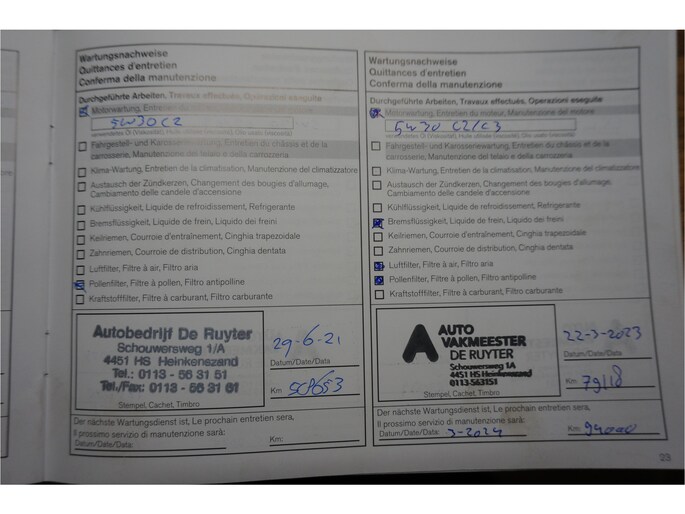 Wartungsnachweise
Quittances d'entretien
Conferma della manutenzione
Durchgeführte Arbeiten, Travaux effectués, Operazioni eseguite
Motorwartung, Entretien
5W30 C2
Fahrgestell- und Karosseriewartung, Entretien du châssis et de la
carrosserie, Manutenzione del telaio e della carrozzeria
Klima-Wartung, Entretien de la climatisation, Manutenzione del climatizzatore
Austausch der Zündkerzen, Changement des bougies d'allumage,
Cambiamento delle candele d'accensione
Kühlflüssigkeit, Liquide de refroidissement, Refrigerante
Bremsflüssigkeit, Liquide de frein, Liquido dei freini
Keilriemen, Courroie d'entraînement, Cinghia trapezoidale
Zahnriemen, Courroie de distribution, Cinghia dentata
Luftfilter, Filtre à air, Filtro aria
Pollenfilter, Filtre à pollen, Filtro antipolline
Kraftstofffilter, Filtre à carburant, Filtro carburante
Autobedrijf De Ruyter
Schouwersweg 1/A
4451 HS Heinkenszand
Tel.: 0113 - 56 31 51
Tel./Fax: 0113 - 56 31 61
Stempel, Cachet, Timbro
29-6-21
Datum/Date/Data
Km:
Der nächste Wartungsdienst ist, Le prochain entretien sera,
Il prossimo servizio di manutenzione sarà:
Datum/Date/Data: Km:
Wartungsnachweise
Quittances d'entretien
Conferma della manutenzione
Durchgeführte Arbeiten, Travaux effectués, Operazioni eseguite
Motorwartung, Entretien du moteur, Manutenzione del motore
5W30 C2/C3
Fahrgestell- und Karosseriewartung, Entretien du châssis et de la
carrosserie, Manutenzione del telaio e della carrozzeria
Klima-Wartung, Entretien de la climatisation, Manutenzione del climatizzatore
Austausch der Zündkerzen, Changement des bougies d'allumage,
Cambiamento delle candele d'accensione
Kühlflüssigkeit, Liquide de refroidissement, Refrigerante
Bremsflüssigkeit, Liquide de frein, Liquido dei freini
Keilriemen, Courroie d'entraînement, Cinghia trapezoidale
Zahnriemen, Courroie de distribution, Cinghia dentata
Luftfilter, Filtre à air, Filtro aria
Pollenfilter, Filtre à pollen, Filtro antipolline
Kraftstofffilter, Filtre à carburant, Filtro carburante
A AUTO
VAKMEESTER
DE RUYTER
Schouwersweg 1A
4451 HS Heinkenszand
0113-563151
Stempel, Cachet, Timbro
22-3-2023
Datum/Date/Data
Km: 79118
Der nächste Wartungsdienst ist, Le prochain entretien sera,
Il prossimo servizio di manutenzione sarà:
Datum/Date/Data: 3-2024 Km: 94000
23